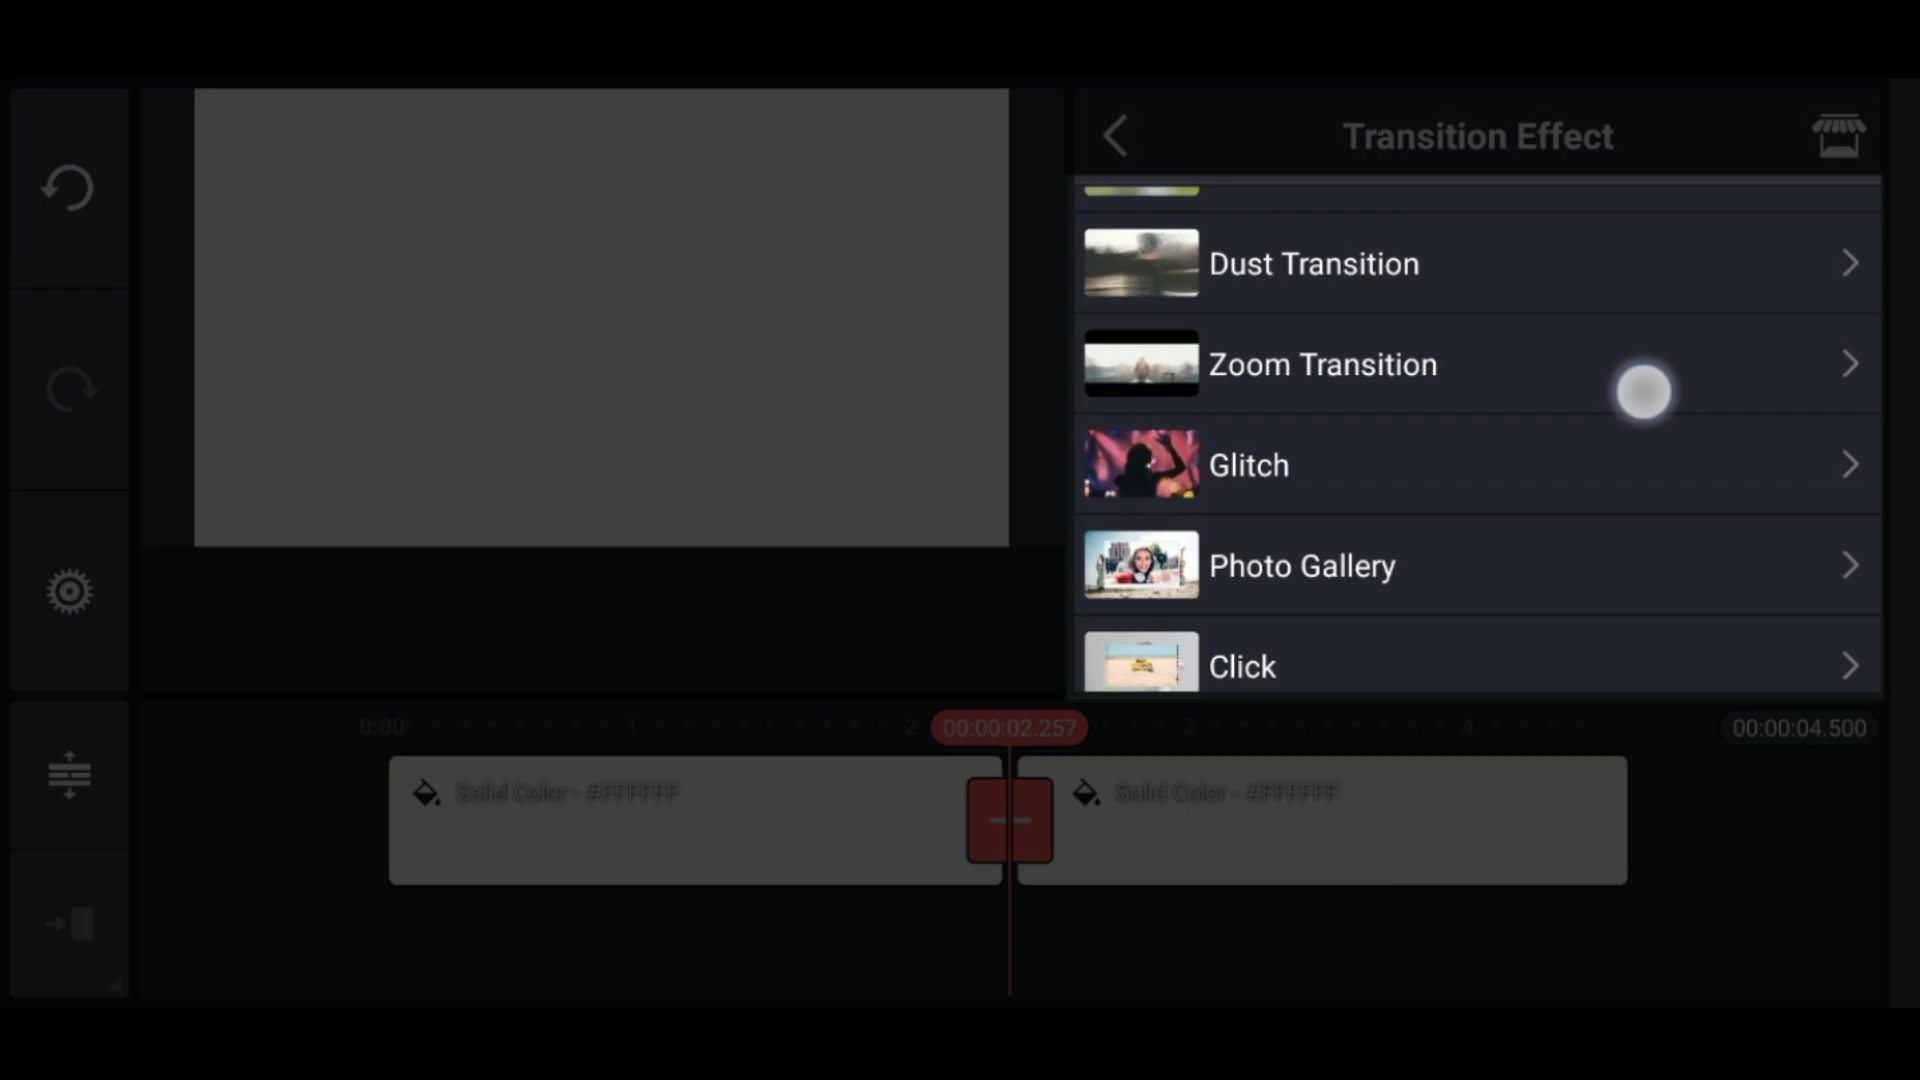 Transition Effect
Dust Transition
Zoom Transition
Glitch
Photo Gallery
Click
0:00 1 2 00:00:02.257 3 4 00:00:04.500
Solid Color - #FFFFFF Solid Color - #FFFFFF